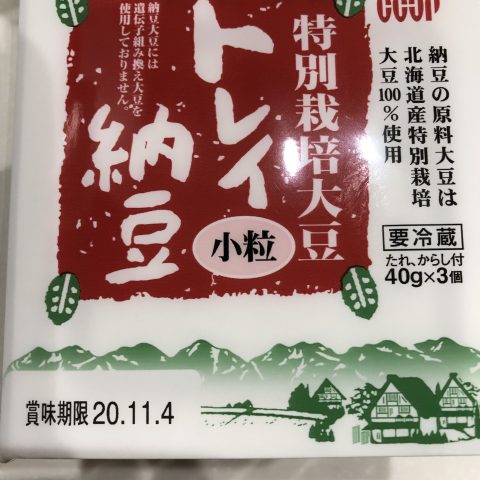 CO-OP
納豆の原料大豆は
北海道産特別栽培
大豆100%使用
特別栽培大豆
トレイ
納豆
小粒
納豆大豆には
遺伝子組み換え大豆を
使用しておりません。
要冷蔵
たれ、からし付
40g×3個
賞味期限 20.11.4